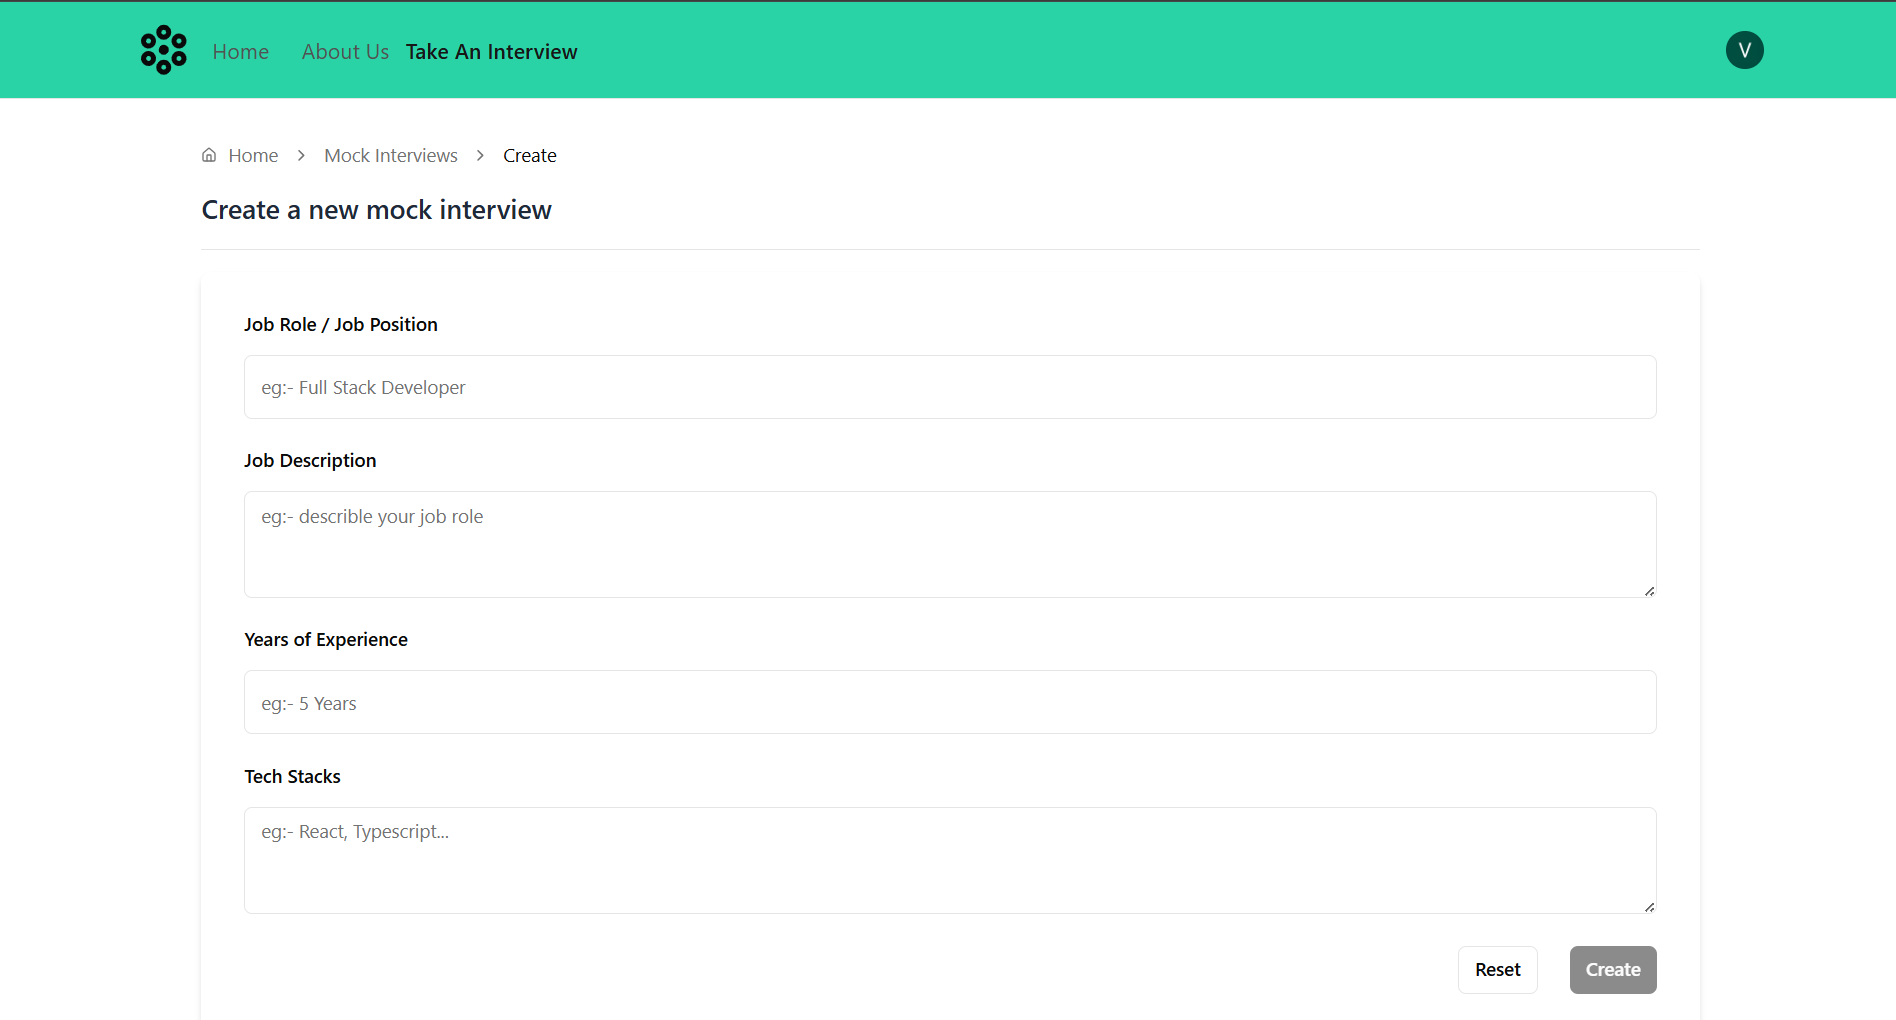 Home About Us Take An Interview V
Home > Mock Interviews > Create
Create a new mock interview
Job Role / Job Position
eg:- Full Stack Developer
Job Description
eg:- describle your job role
Years of Experience
eg:- 5 Years
Tech Stacks
eg:- React, Typescript...
Reset Create